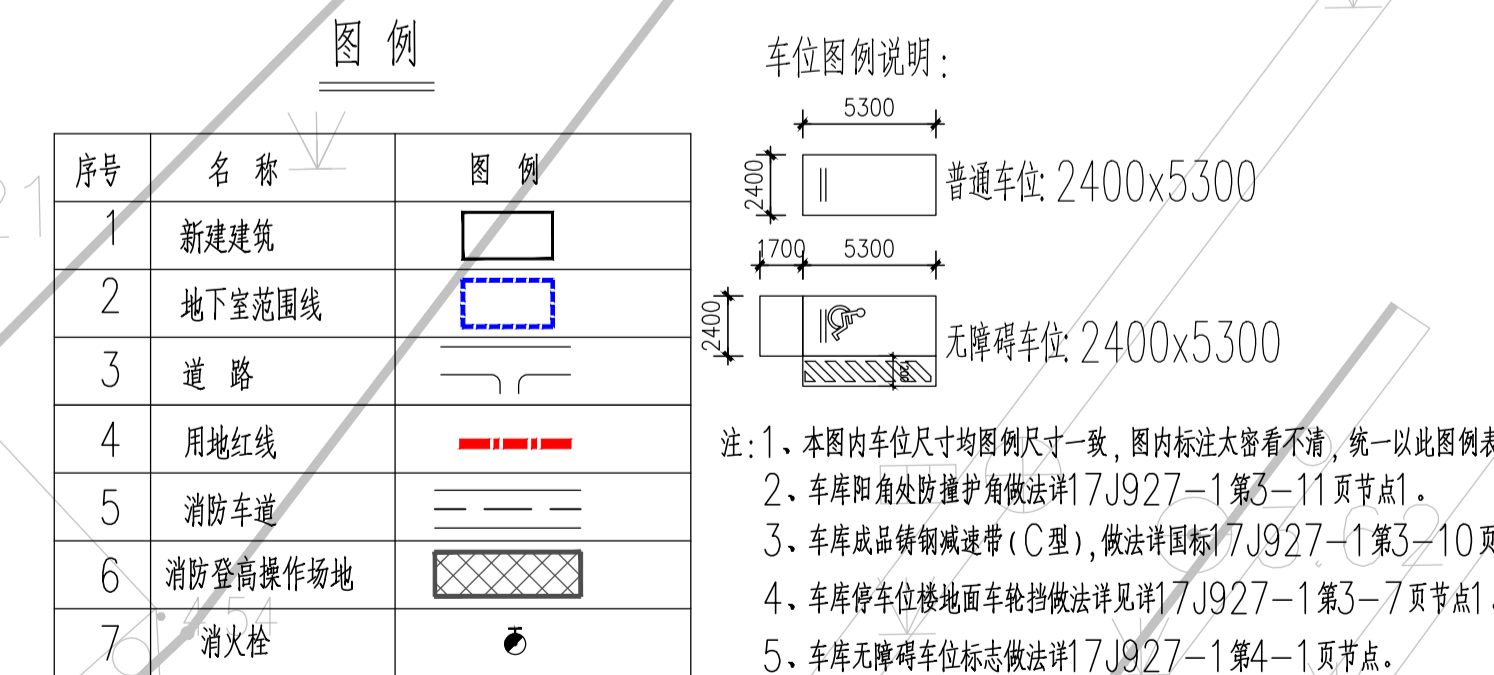 图 例
序号 名 称 图 例
1 新建建筑
2 地下室范围线
3 道 路
4 用地红线
5 消防车道
6 消防登高操作场地
7 消火栓
车位图例说明：
5300
2400
普通车位: 2400x5300
1700 5300
2400
无障碍车位: 2400x5300
1200
注: 1、本图内车位尺寸均图例尺寸一致，图内标注太密看不清，统一以此图例表
2、车库阳角处防撞护角做法详17J927-1第3-11页节点1。
3、车库成品铸钢减速带(C型),做法详国标17J927-1第3-10页
4、车库停车位楼地面车轮挡做法详见详17J927-1第3-7页节点1.
5、车库无障碍车位标志做法详17J927-1第4-1页节点。
21
4.54